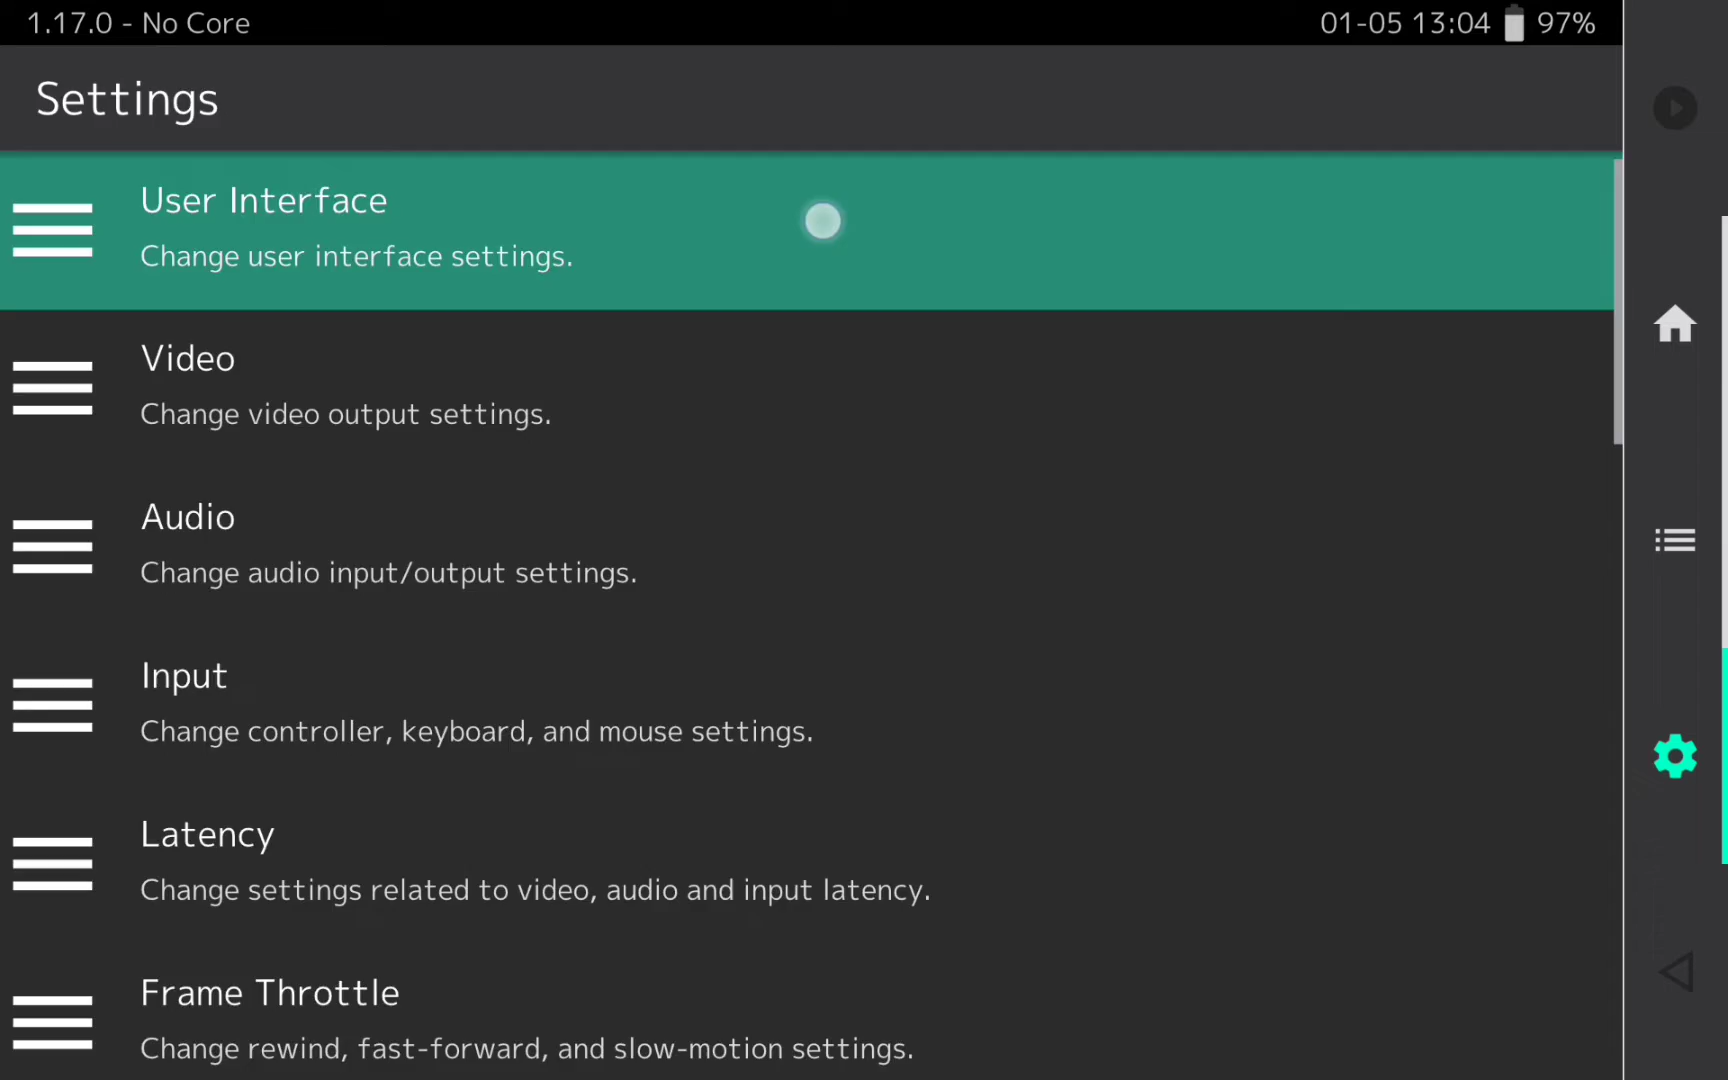 1.17.0 - No Core
01-05 13:04 97%
Settings
User Interface
Change user interface settings.
Video
Change video output settings.
Audio
Change audio input/output settings.
Input
Change controller, keyboard, and mouse settings.
Latency
Change settings related to video, audio and input latency.
Frame Throttle
Change rewind, fast-forward, and slow-motion settings.